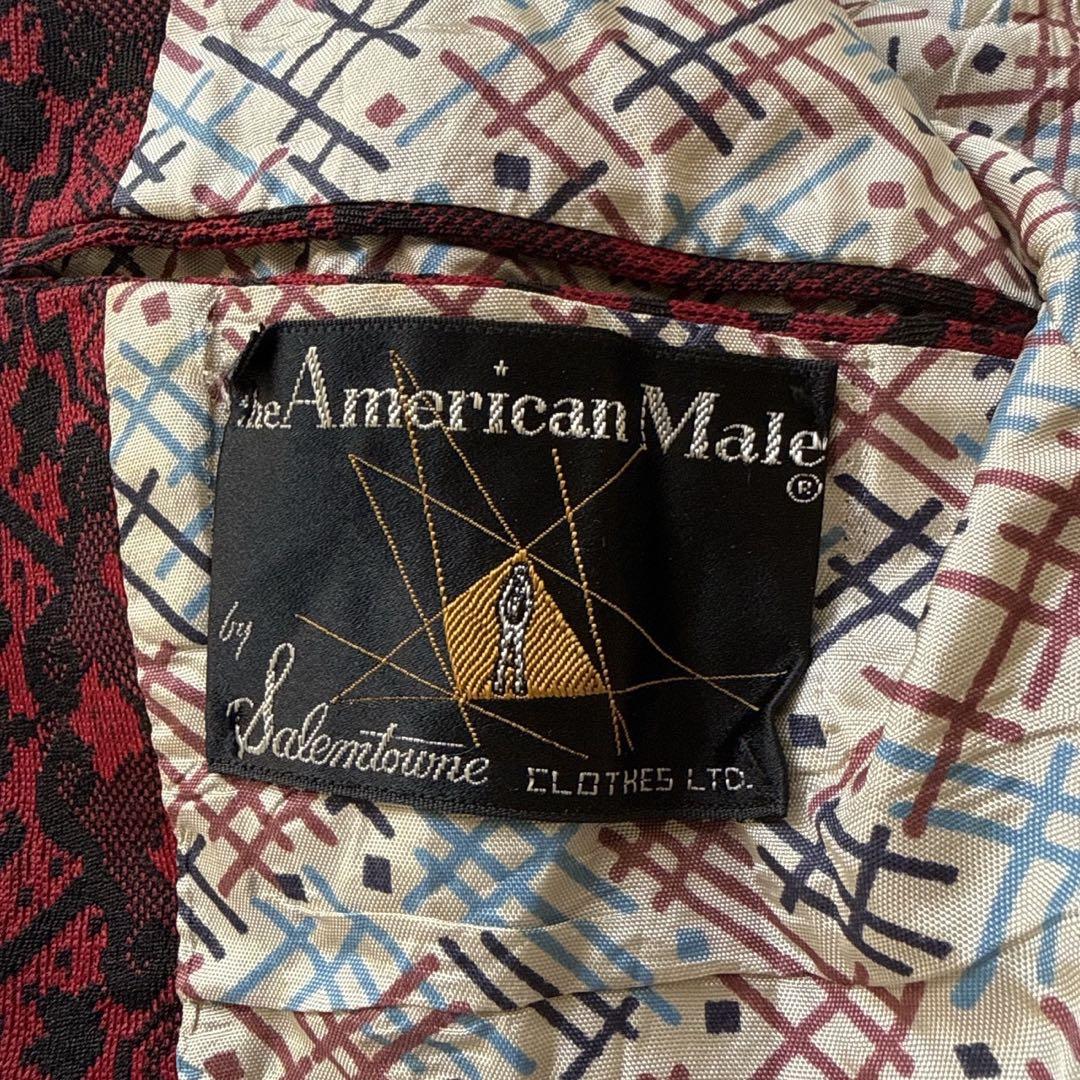 the American Male
®
by
Salemtowne CLOTHES LTD.